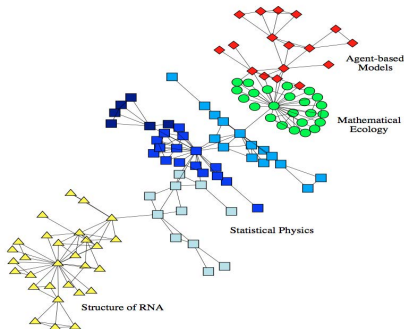 Agent-based
Models
Mathematical
Ecology
Statistical Physics
Structure of RNA